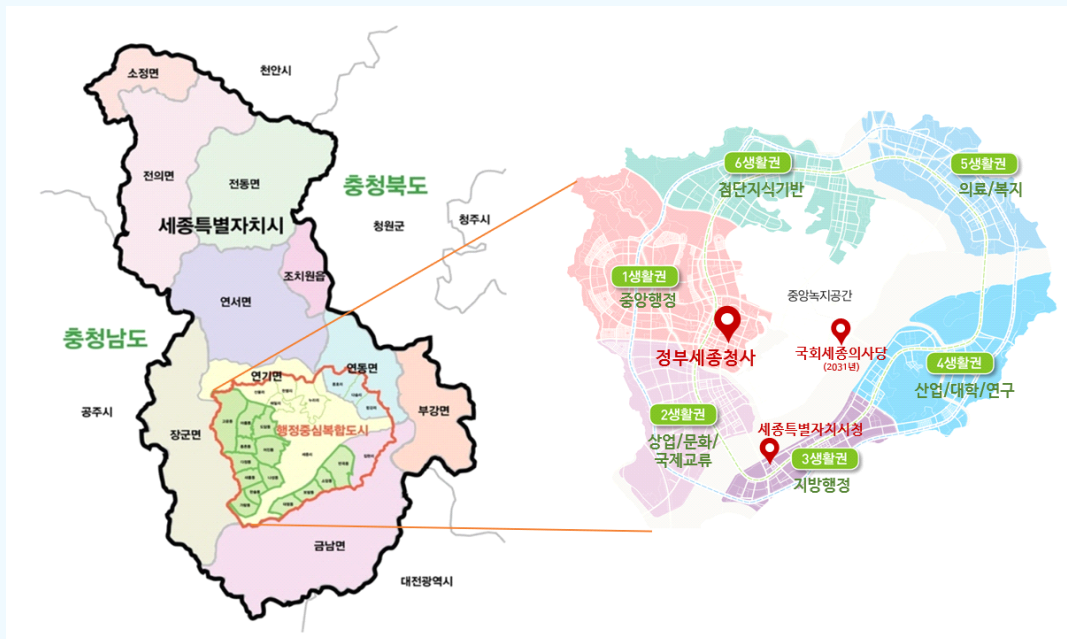 소정면
천안시
전의면
전동면
충청북도
세종특별자치시
청원군
청주시
조치원읍
연서면
충청남도
연기면
연동면
공주시
장군면
부강면
행정중심복합도시
금남면
대전광역시
6생활권
첨단지식기반
5생활권
의료/복지
1생활권
중앙행정
중앙녹지공간
정부세종청사
국회세종의사당
(2031년)
4생활권
산업/대학/연구
2생활권
상업/문화/
국제교류
세종특별자치시청
3생활권
지방행정